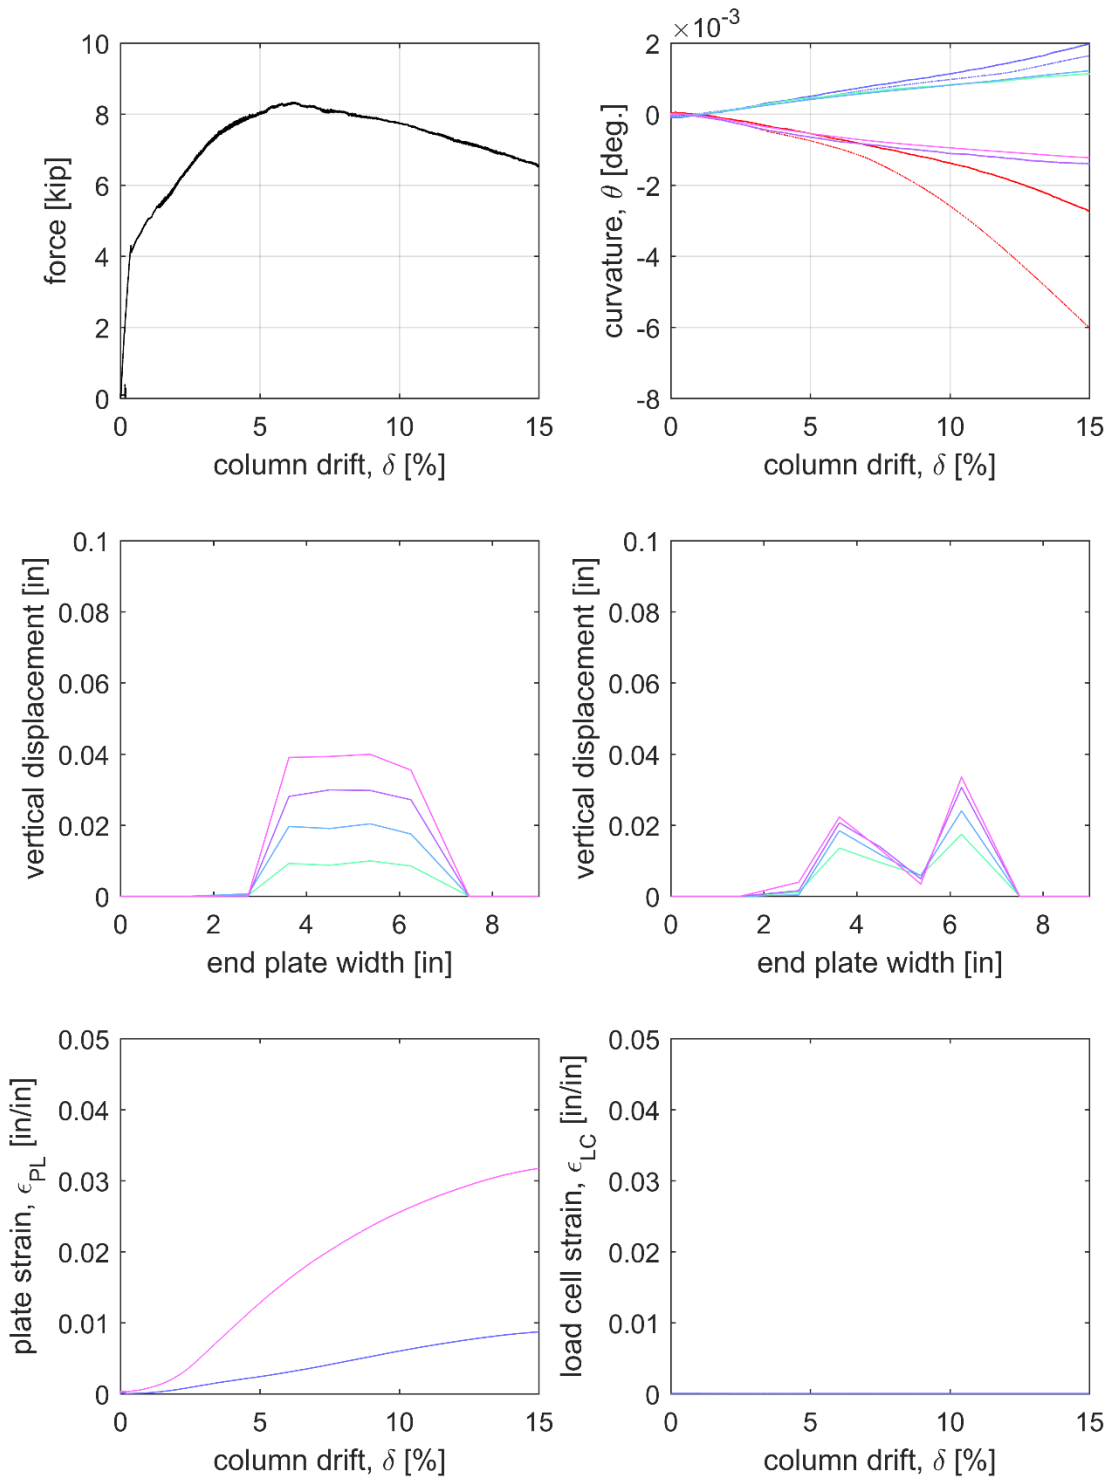 ×10⁻³
10
8
6
4
2
0
force [kip]
0 5 10 15
column drift, δ [%]
2
0
-2
-4
-6
-8
curvature, θ [deg.]
0 5 10 15
column drift, δ [%]
0.1
0.08
0.06
0.04
0.02
0
vertical displacement [in]
0 2 4 6 8
end plate width [in]
0.1
0.08
0.06
0.04
0.02
0
vertical displacement [in]
0 2 4 6 8
end plate width [in]
0.05
0.04
0.03
0.02
0.01
0
plate strain, ϵ_PL [in/in]
0 5 10 15
column drift, δ [%]
0.05
0.04
0.03
0.02
0.01
0
load cell strain, ϵ_LC [in/in]
0 5 10 15
column drift, δ [%]